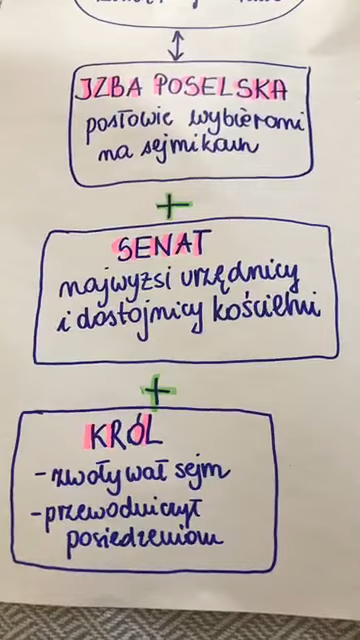 IZBA POSELSKA
posłowie wybierani
na sejmikach
+
SENAT
najwyżsi urzędnicy
i dostojnicy kościelni
+
KRÓL
- zwoływał sejm
- przewodniczył
posiedzeniom